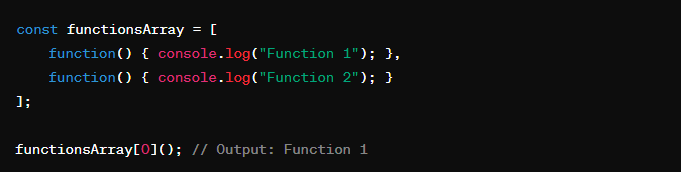 const functionsArray = [
    function() { console.log("Function 1"); },
    function() { console.log("Function 2"); }
];

functionsArray[0](); // Output: Function 1